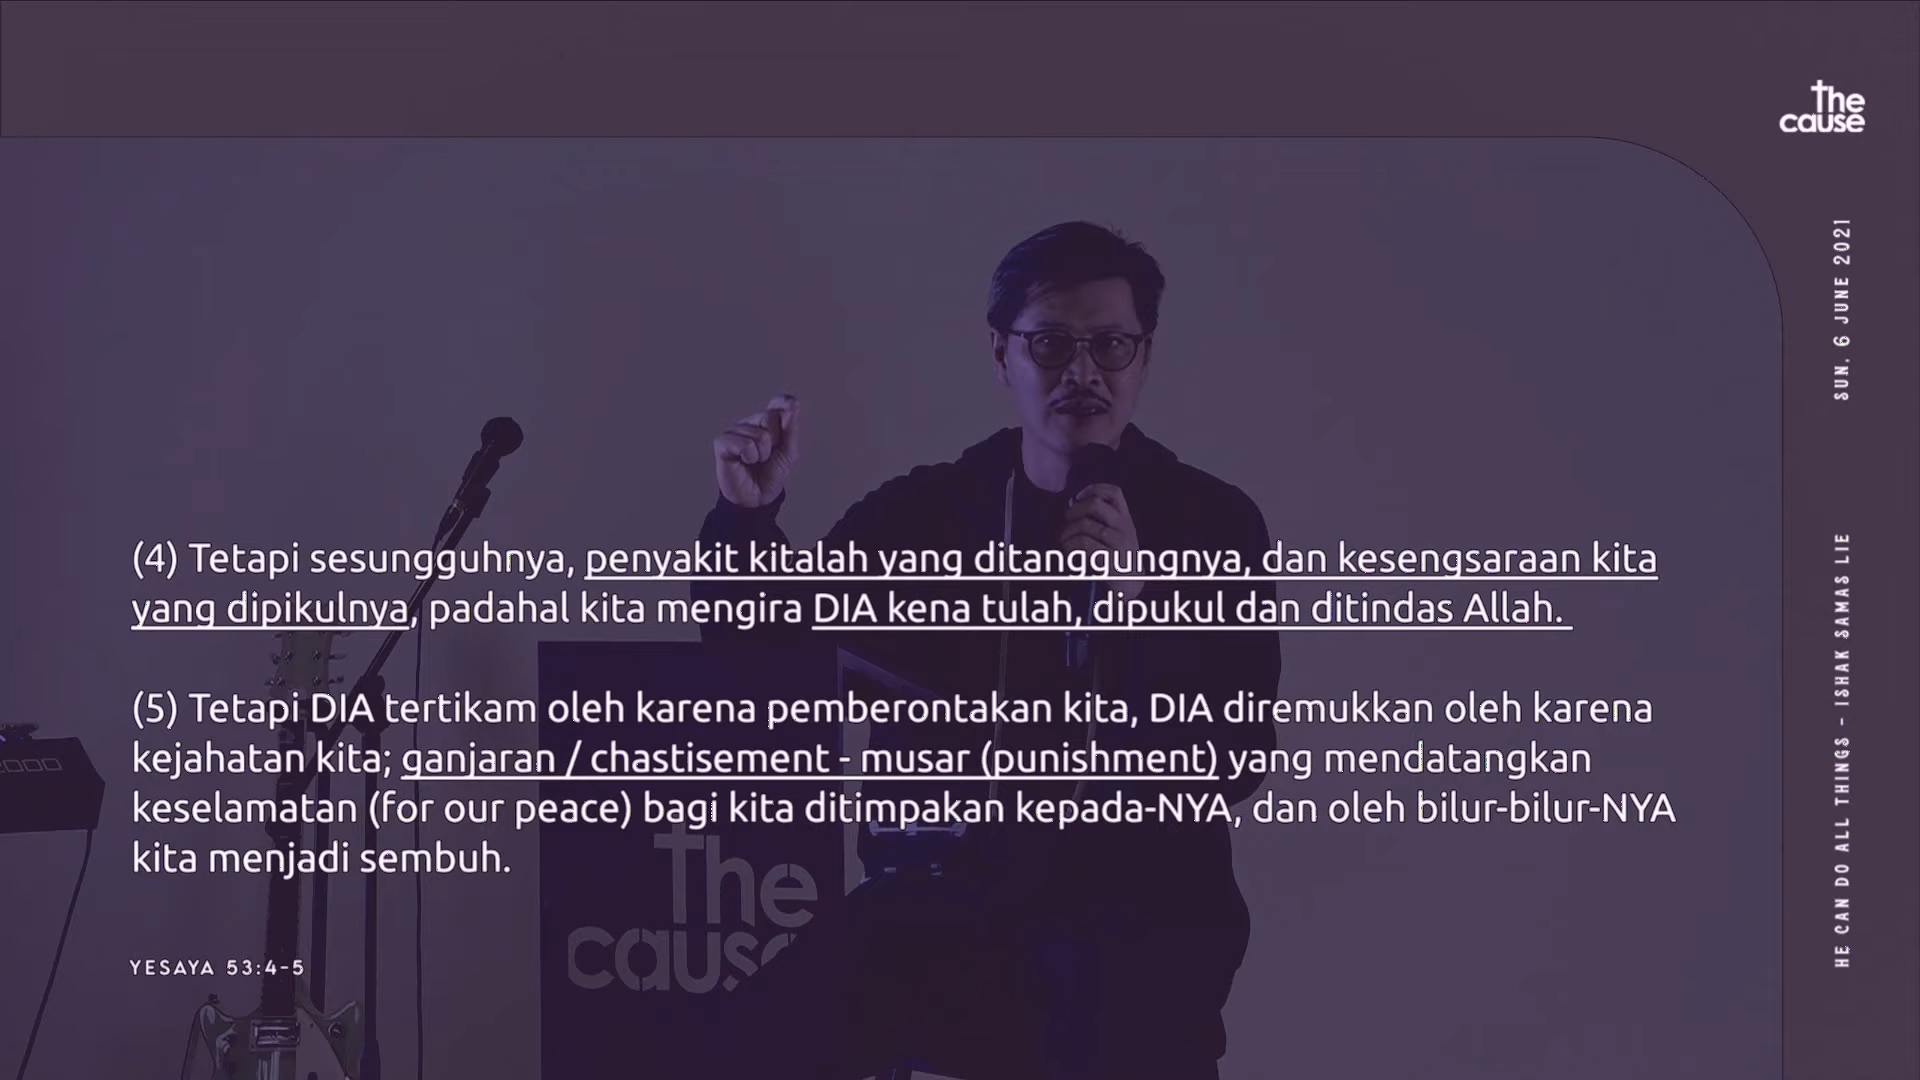 the
cause
SUN. 6 JUNE 2021
HE CAN DO ALL THINGS - ISHAK SAMAS LIE
(4) Tetapi sesungguhnya, penyakit kitalah yang ditanggungnya, dan kesengsaraan kita
yang dipikulnya, padahal kita mengira DIA kena tulah, dipukul dan ditindas Allah.
(5) Tetapi DIA tertikam oleh karena pemberontakan kita, DIA diremukkan oleh karena
kejahatan kita; ganjaran / chastisement - musar (punishment) yang mendatangkan
keselamatan (for our peace) bagi kita ditimpakan kepada-NYA, dan oleh bilur-bilur-NYA
kita menjadi sembuh.
YESAYA 53:4-5
the
cause